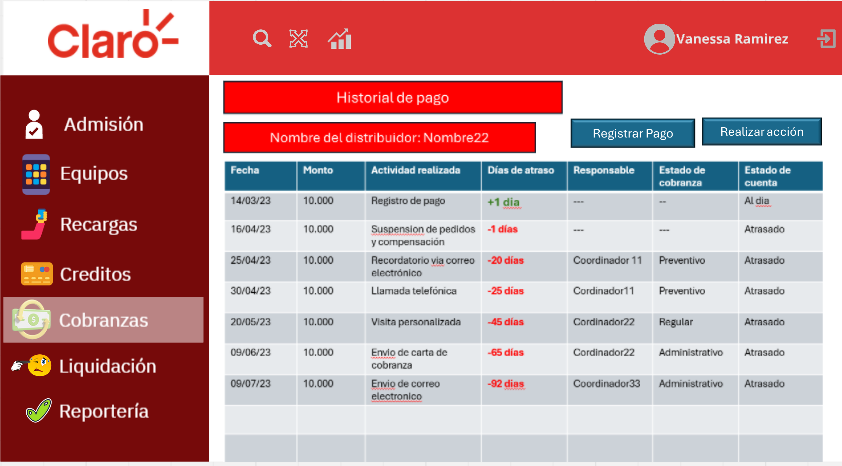 Claro
Vanessa Ramirez
Admisión
Equipos
Recargas
Creditos
Cobranzas
Liquidación
Reportería
Historial de pago
Nombre del distribuidor: Nombre22
Registrar Pago
Realizar acción
Fecha Monto Actividad realizada Días de atraso Responsable Estado de cobranza Estado de cuenta
14/03/23 10.000 Registro de pago +1 dia --- -- Al dia
16/04/23 10.000 Suspension de pedidos y compensación -1 días --- --- Atrasado
25/04/23 10.000 Recordatorio via correo electrónico -20 días Coordinador 11 Preventivo Atrasado
30/04/23 10.000 Llamada telefónica -25 días Cordinador11 Preventivo Atrasado
20/05/23 10.000 Visita personalizada -45 días Cordinador22 Regular Atrasado
09/06/23 10.000 Envio de carta de cobranza -65 días Cordinador22 Administrativo Atrasado
09/07/23 10.000 Envio de correo electronico -92 dias Coordinador33 Administrativo Atrasado